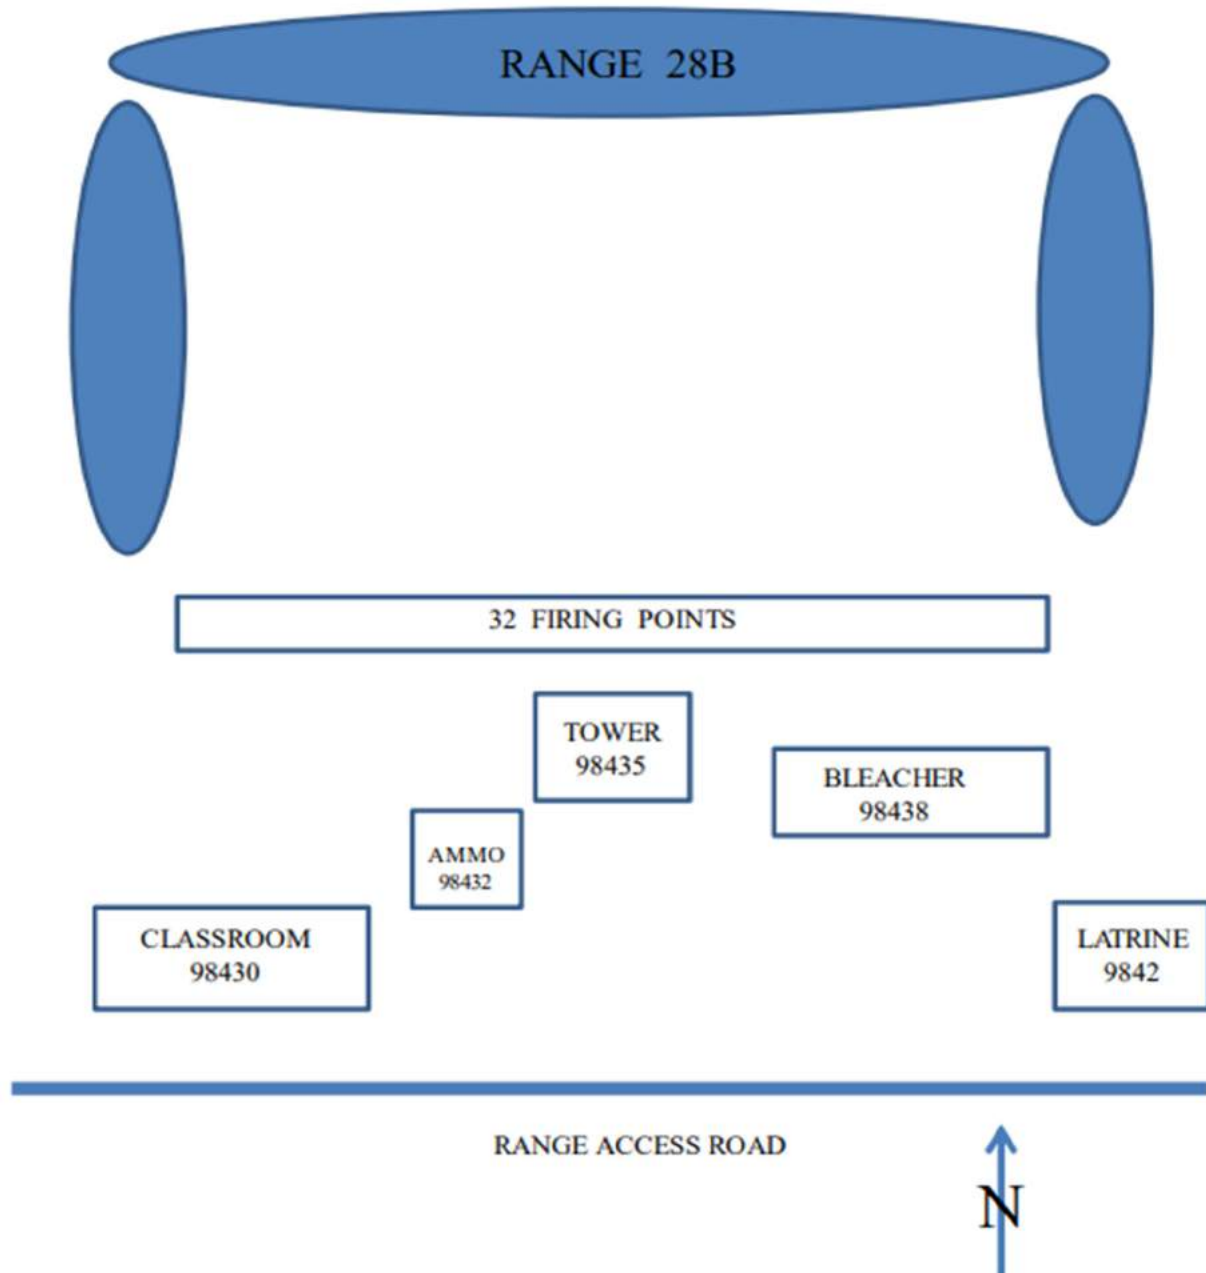 RANGE 28B
32 FIRING POINTS
TOWER
98435
BLEACHER
98438
AMMO
98432
CLASSROOM
98430
LATRINE
9842
RANGE ACCESS ROAD
N